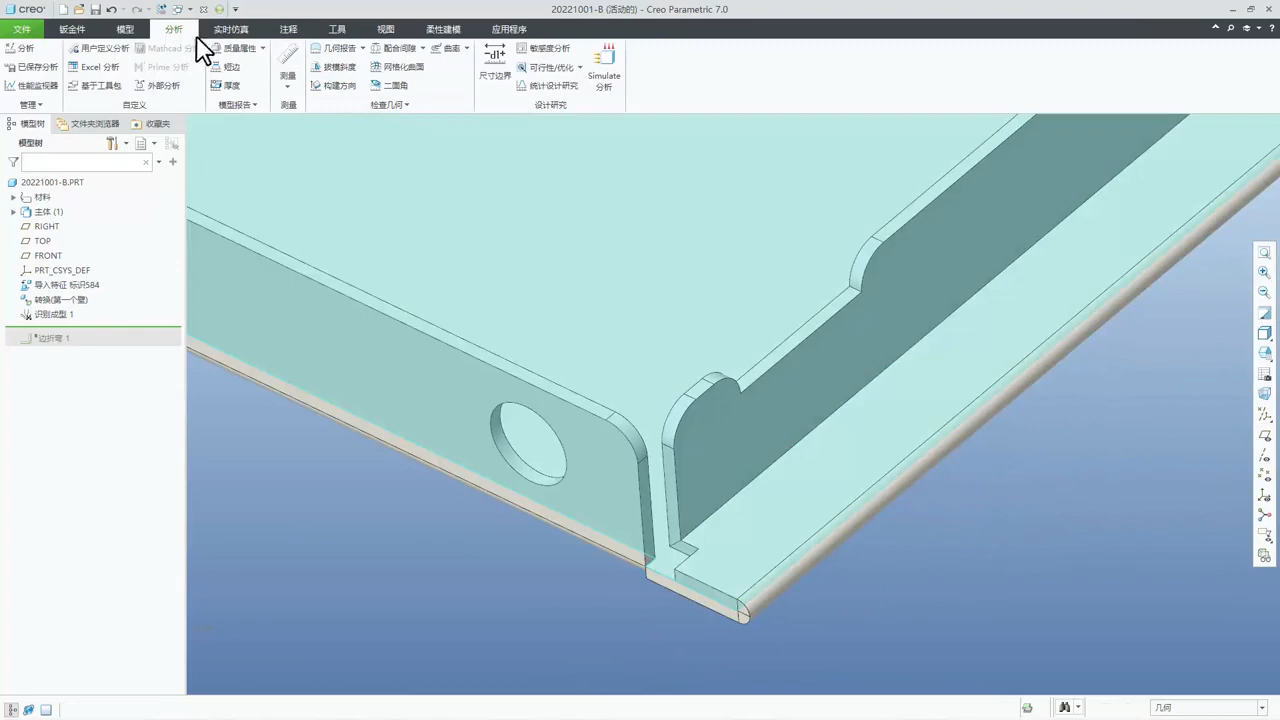 creo
20221001-B (活动的) - Creo Parametric 7.0
文件 钣金件 模型 分析 实时仿真 注释 工具 视图 柔性建模 应用程序
分析 用户定义分析 Mathcad 分 质量属性 几何报告 配合间隙 曲率 敏感度分析
已保存分析 Excel 分析 Prime 分析 短边 测量 拔模斜度 网格化曲面 尺寸边界 可行性/优化 Simulate 分析
性能监视器 基于工具包 外部分析 厚度 构建方向 二面角 统计设计研究
管理 自定义 模型报告 测量 检查几何 设计研究
模型树 文件夹浏览器 收藏夹
模型树
20221001-B.PRT
材料
主体 (1)
RIGHT
TOP
FRONT
PRT_CSYS_DEF
导入特征 标识584
转换(第一个壁)
识别成型 1
*边折弯 1
几何